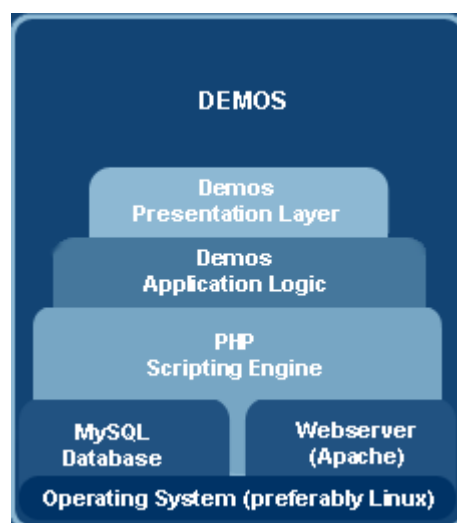 DEMOS
Demos
Presentation Layer
Demos
Application Logic
PHP
Scripting Engine
MySQL
Database
Webserver
(Apache)
Operating System (preferably Linux)